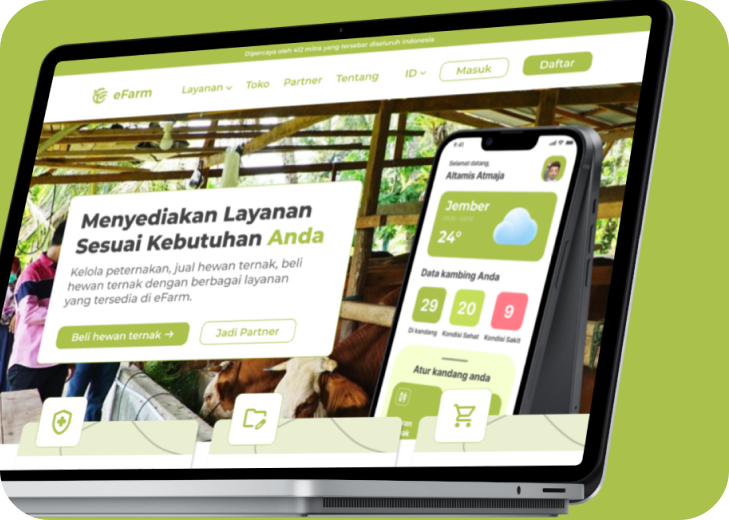 Dipercaya oleh 412 mitra yang tersebar diseluruh Indonesia
eFarm
Layanan
Toko
Partner
Tentang
ID
Masuk
Daftar
Menyediakan Layanan
Sesuai Kebutuhan Anda
Kelola peternakan, jual hewan ternak, beli
hewan ternak dengan berbagai layanan
yang tersedia di eFarm.
Beli hewan ternak →
Jadi Partner
9:41
Selamat datang,
Altamis Atmaja
Jember
24°
Data kambing Anda
29
20
9
Di kandang
Kondisi Sehat
Kondisi Sakit
Atur kandang anda